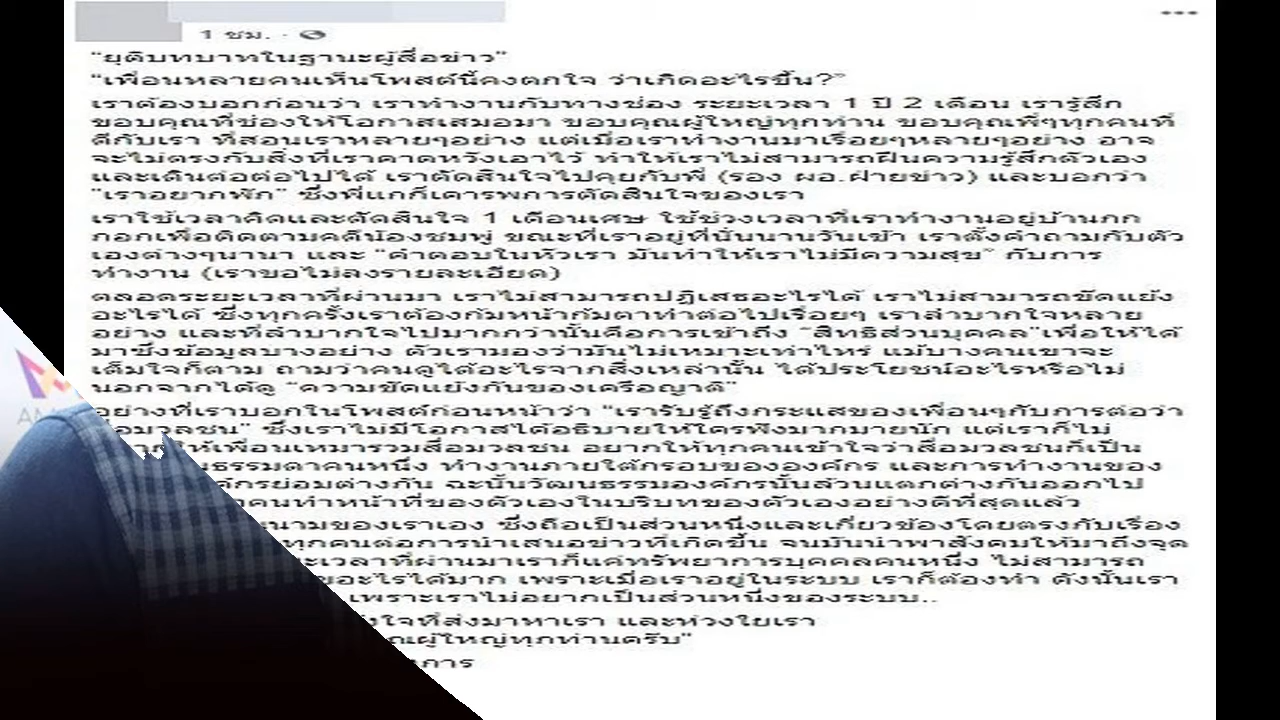 1 ชม.
"ยุติบทบาทในฐานะผู้สื่อข่าว"
"เพื่อนหลายคนเห็นโพสต์นี้คงตกใจ ว่าเกิดอะไรขึ้น?"
เราต้องบอกก่อนว่า เราทำงานกับทางช่อง ระยะเวลา 1 ปี 2 เดือน เรารู้สึก
ขอบคุณที่ช่องให้โอกาสเสมอมา ขอบคุณผู้ใหญ่ทุกท่าน ขอบคุณพี่ๆทุกคนที่
ดีกับเรา ที่สอนเราหลายๆอย่าง แต่เมื่อเราทำงานมาเรื่อยๆหลายๆอย่าง อาจ
จะไม่ตรงกับสิ่งที่เราคาดหวังเอาไว้ ทำให้เราไม่สามารถฝืนความรู้สึกตัวเอง
และเดินต่อต่อไปได้ เราตัดสินใจไปคุยกับพี่ (รอง ผอ.ฝ่ายข่าว) และบอกว่า
"เราอยากพัก" ซึ่งพี่แกก็เคารพการตัดสินใจของเรา
เราใช้เวลาคิดและตัดสินใจ 1 เดือนเศษ ใช้ช่วงเวลาที่เราทำงานอยู่บ้านกก
กอกเพื่อติดตามคดีน้องชมพู่ ขณะที่เราอยู่ที่นั่นนานวันเข้า เราตั้งคำถามกับตัว
เองต่างๆนานา และ "คำตอบในหัวเรา มันทำให้เราไม่มีความสุข" กับการ
ทำงาน (เราขอไม่ลงรายละเอียด)
ตลอดระยะเวลาที่ผ่านมา เราไม่สามารถปฏิเสธอะไรได้ เราไม่สามารถขัดแย้ง
อะไรได้ ซึ่งทุกครั้งเราต้องก้มหน้าก้มตาทำต่อไปเรื่อยๆ เราลำบากใจหลาย
อย่าง และที่ลำบากใจไปมากกว่านั้นคือการเข้าถึง "สิทธิส่วนบุคคล"เพื่อให้ได้
มาซึ่งข้อมูลบางอย่าง ตัวเรามองว่ามันไม่เหมาะเท่าไหร่ แม้บางคนเขาจะ
เต็มใจก็ตาม ถามว่าคนดูได้อะไรจากสิ่งเหล่านั้น ได้ประโยชน์อะไรหรือไม่
นอกจากได้ดู "ความขัดแย้งกันของเครือญาติ"
อย่างที่เราบอกในโพสต์ก่อนหน้าว่า "เรารับรู้ถึงกระแสของเพื่อนๆกับการต่อว่า
สื่อมวลชน" ซึ่งเราไม่มีโอกาสได้อธิบายให้ใครฟังมากมายนัก แต่เราก็ไม่
ให้เพื่อนเหมารวมสื่อมวลชน อยากให้ทุกคนเข้าใจว่าสื่อมวลชนก็เป็น
ธรรมดาคนหนึ่ง ทำงานภายใต้กรอบขององค์กร และการทำงานของ
องค์กรย่อมต่างกัน ฉะนั้นวัฒนธรรมองค์กรนั้นล้วนแตกต่างกันออกไป
คนทำหน้าที่ของตัวเองในบริบทของตัวเองอย่างดีที่สุดแล้ว
นามของเราเอง ซึ่งถือเป็นส่วนหนึ่งและเกี่ยวข้องโดยตรงกับเรื่อง
ทุกคนต่อการนำเสนอข่าวที่เกิดขึ้น จนมันนำพาสังคมให้มาถึงจุด
ระยะเวลาที่ผ่านมาเราก็แค่ทรัพยาการบุคคลคนหนึ่ง ไม่สามารถ
อะไรได้มาก เพราะเมื่อเราอยู่ในระบบ เราก็ต้องทำ ดังนั้นเรา
เพราะเราไม่อยากเป็นส่วนหนึ่งของระบบ..
ใจที่ส่งมาหาเรา และห่วงใยเรา
คุณผู้ใหญ่ทุกท่านครับ"
การ